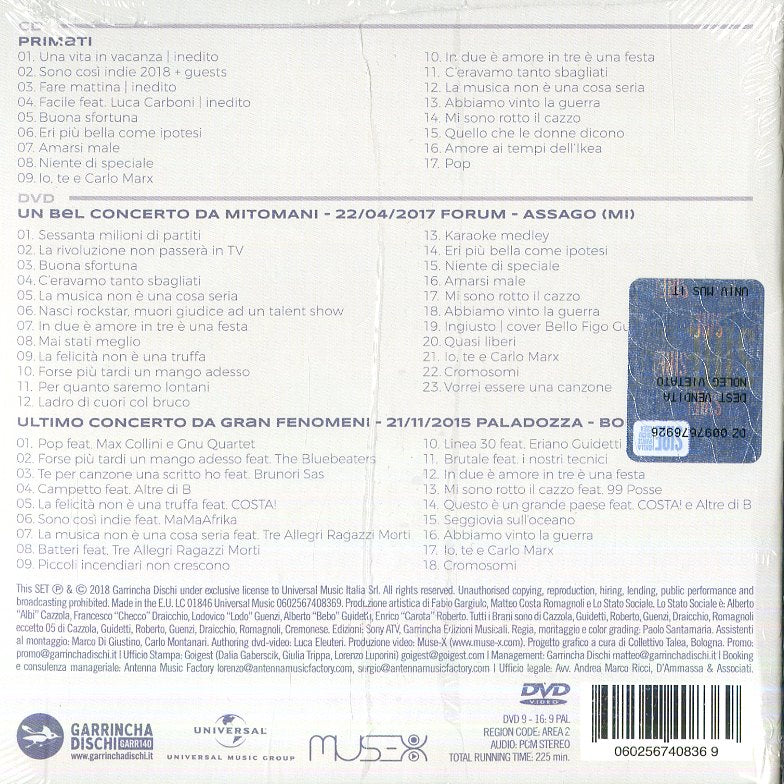 CD
PRIMATI
01. Una vita in vacanza | inedito
02. Sono così indie 2018 + guests
03. Fare mattina | inedito
04. Facile feat. Luca Carboni | inedito
05. Buona sfortuna
06. Eri più bella come ipotesi
07. Amarsi male
08. Niente di speciale
09. Io, te e Carlo Marx
10. In due è amore in tre è una festa
11. C'eravamo tanto sbagliati
12. La musica non è una cosa seria
13. Abbiamo vinto la guerra
14. Mi sono rotto il cazzo
15. Quello che le donne dicono
16. Amore ai tempi dell'Ikea
17. Pop
DVD
UN BEL CONCERTO DA MITOMANI - 22/04/2017 FORUM - ASSAGO (MI)
01. Sessanta milioni di partiti
02. La rivoluzione non passerà in TV
03. Buona sfortuna
04. C'eravamo tanto sbagliati
05. La musica non è una cosa seria
06. Nasci rockstar, muori giudice ad un talent show
07. In due è amore in tre è una festa
08. Mai stati meglio
09. La felicità non è una truffa
10. Forse più tardi un mango adesso
11. Per quanto saremo lontani
12. Ladro di cuori col bruco
13. Karaoke medley
14. Eri più bella come ipotesi
15. Niente di speciale
16. Amarsi male
17. Mi sono rotto il cazzo
18. Abbiamo vinto la guerra
19. Ingiusto | cover Bello Figo Gu
20. Quasi liberi
21. Io, te e Carlo Marx
22. Cromosomi
23. Vorrei essere una canzone
UNIV MUS IT
NOLEG VIETATO
DEST VENDITA
DZ 0097676926
ULTIMO CONCERTO DA GRAN FENOMENI - 21/11/2015 PALADOZZA - BO
01. Pop feat. Max Collini e Gnu Quartet
02. Forse più tardi un mango adesso feat. The Bluebeaters
03. Te per canzone una scritto ho feat. Brunori Sas
04. Campetto feat. Altre di B
05. La felicità non è una truffa feat. COSTA!
06. Sono così indie feat. MaMaAfrika
07. La musica non è una cosa seria feat. Tre Allegri Ragazzi Morti
08. Batteri feat. Tre Allegri Ragazzi Morti
09. Piccoli incendiari non crescono
10. Linea 30 feat. Eriano Guidetti
11. Brutale feat. i nostri tecnici
12. In due è amore in tre è una festa
13. Mi sono rotto il cazzo feat. 99 Posse
14. Questo è un grande paese feat. COSTA! e Altre di B
15. Seggiovia sull'oceano
16. Abbiamo vinto la guerra
17. Io, te e Carlo Marx
18. Cromosomi
This SET ℗ & © 2018 Garrincha Dischi under exclusive license to Universal Music Italia Srl. All rights reserved. Unauthorised copying, reproduction, hiring, lending, public performance and
broadcasting prohibited. Made in the E.U. LC 01846 Universal Music 0602567408369. Produzione artistica di Fabio Gargiulo, Matteo Costa Romagnoli e Lo Stato Sociale. Lo Stato Sociale è: Alberto
"Albi" Cazzola, Francesco "Checco" Draicchio, Lodovico "Lodo" Guenzi, Alberto "Bebo" Guidetti, Enrico "Carota" Roberto. Tutti i Brani sono di Cazzola, Guidetti, Roberto, Guenzi, Draicchio, Romagnoli
eccetto 05 di Cazzola, Guidetti, Roberto, Guenzi, Draicchio, Romagnoli, Cremonese. Edizioni: Sony ATV, Garrincha Edizioni Musicali. Regia, montaggio e color grading: Paolo Santamaria. Assistenti
al montaggio: Marco Di Giustino, Carlo Montanari. Authoring dvd-video: Luca Eleuteri. Produzione video: Muse-X (www.muse-x.com). Progetto grafico a cura di Collettivo Talea, Bologna. Promo:
promo@garrinchadischi.it | Ufficio Stampa: Goigest (Dalia Gaberscik, Giulia Trippa, Lorenzo Luporini) goigest@goigest.com | Management: Garrincha Dischi matteo@garrinchadischi.it | Booking
e consulenza manageriale: Antenna Music Factory lorenzo@antennamusicfactory.com, sergio@antennamusicfactory.com | Ufficio legale: Avv. Andrea Marco Ricci, D'Ammassa & Associati.
GARRINCHA
DISCHI GARR140
www.garrinchadischi.it
UNIVERSAL
UNIVERSAL MUSIC GROUP
MUSEX
DVD
VIDEO
DVD 9 - 16:9 PAL
REGION CODE: AREA 2
AUDIO: PCM STEREO
TOTAL RUNNING TIME: 225 min.
060256740836 9